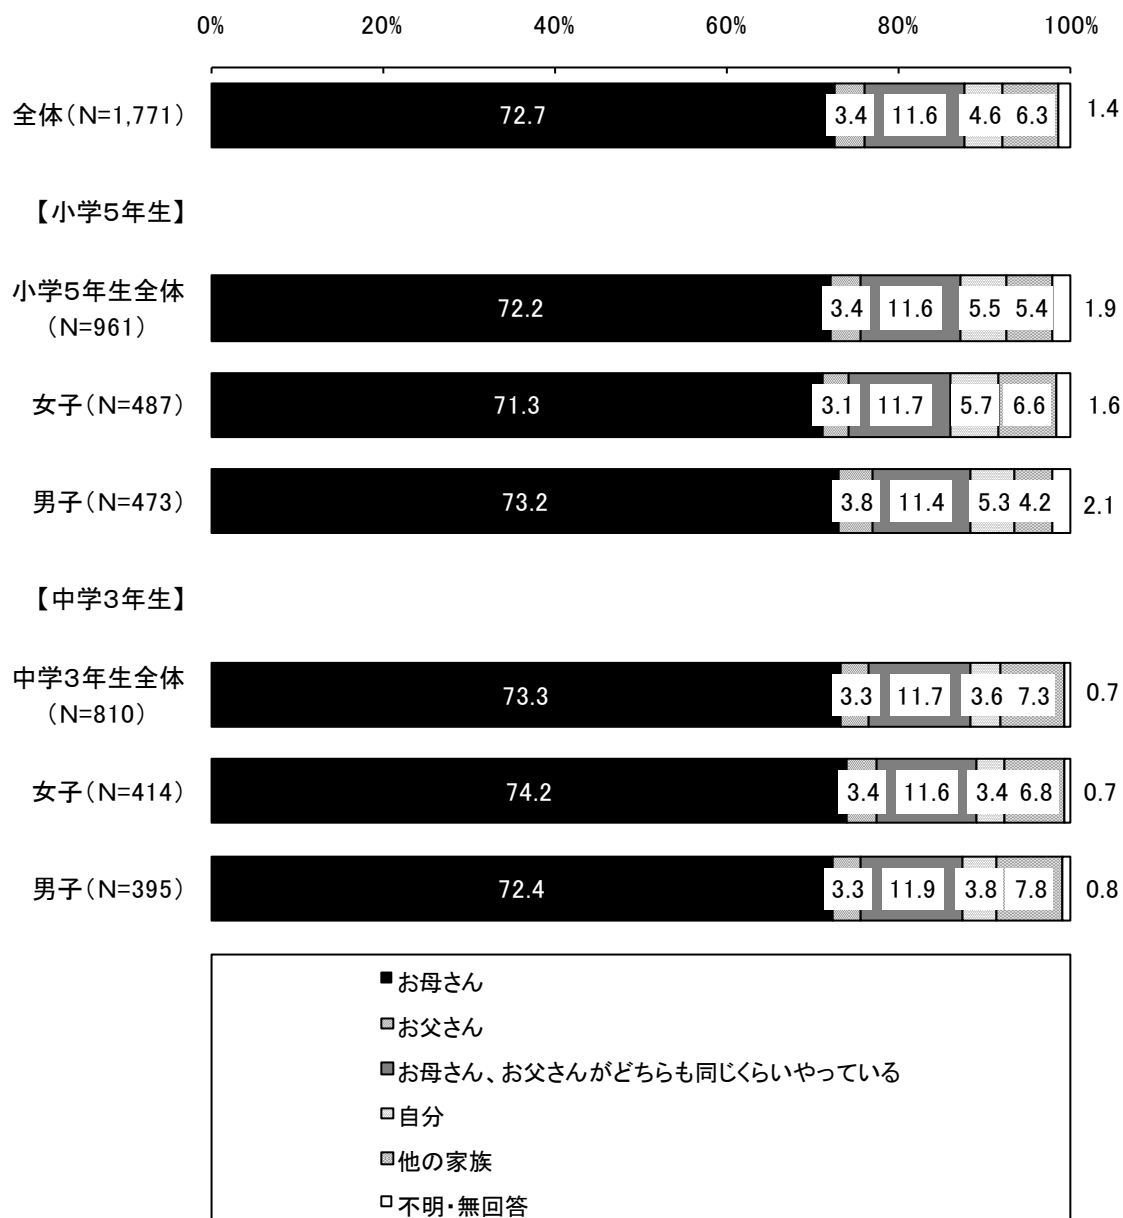 0% 20% 40% 60% 80% 100%
全体(N=1,771) 72.7 3.4 11.6 4.6 6.3 1.4
【小学5年生】
小学5年生全体
(N=961) 72.2 3.4 11.6 5.5 5.4 1.9
女子(N=487) 71.3 3.1 11.7 5.7 6.6 1.6
男子(N=473) 73.2 3.8 11.4 5.3 4.2 2.1
【中学3年生】
中学3年生全体
(N=810) 73.3 3.3 11.7 3.6 7.3 0.7
女子(N=414) 74.2 3.4 11.6 3.4 6.8 0.7
男子(N=395) 72.4 3.3 11.9 3.8 7.8 0.8
お母さん
お父さん
お母さん、お父さんがどちらも同じくらいやっている
自分
他の家族
不明・無回答